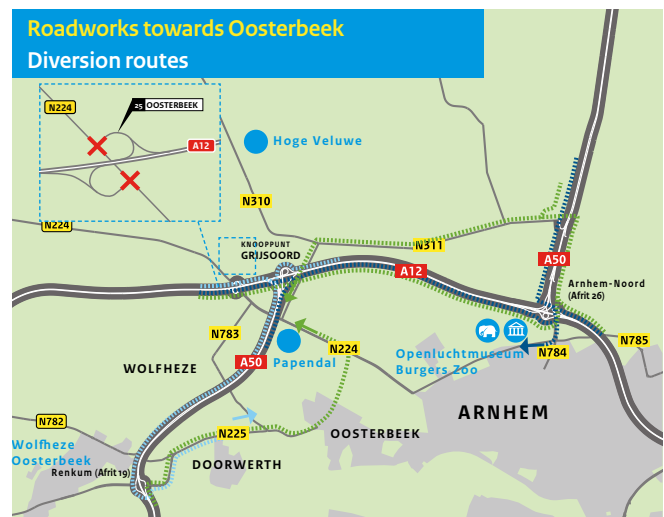 Roadworks towards Oosterbeek
Diversion routes
N224
25 OOSTERBEEK
A12
Hoge Veluwe
N310
N224
KNOOPPUNT
GRIJSOORD
N311
A12
A50
Arnhem-Noord
(Afrit 26)
N783
N224
Openluchtmuseum
Burgers Zoo
N784
N785
A50
Papendal
WOLFHEZE
ARNHEM
N782
N225
OOSTERBEEK
Wolfheze
Oosterbeek
Renkum (Afrit 19)
DOORWERTH